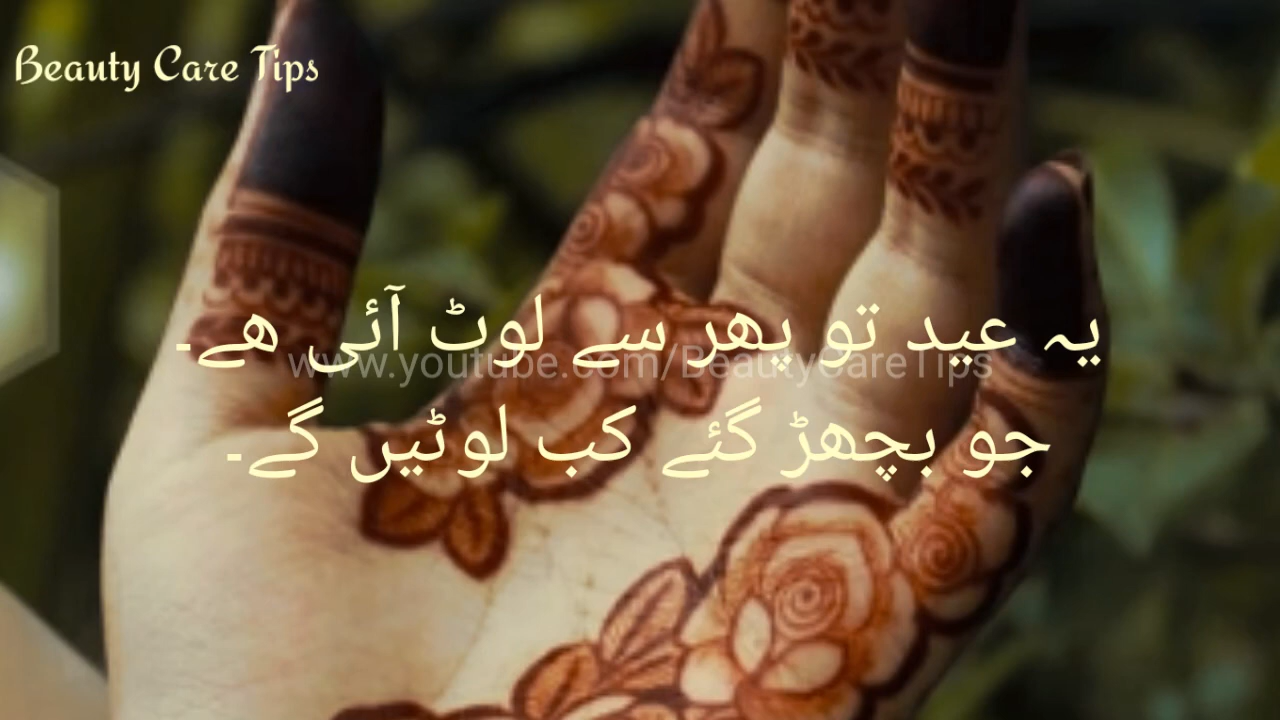 Beauty Care Tips
یہ عید تو پھر سے لوٹ آئی ھے۔
www.youtube.com/BeautyCareTips
جو بچھڑ گئے کب لوٹیں گے۔